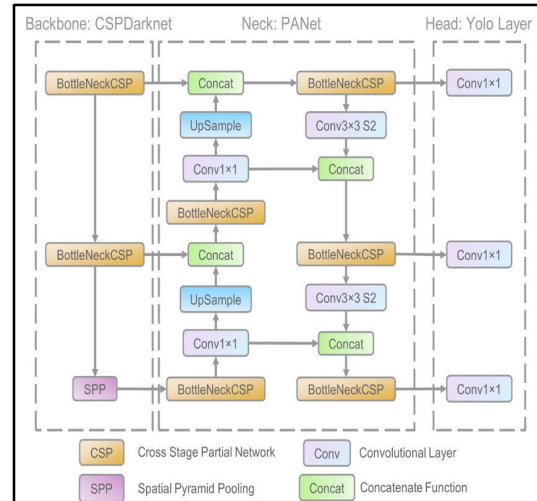 Backbone: CSPDarknet
Neck: PANet
Head: Yolo Layer
BottleNeckCSP
Concat
BottleNeckCSP
Conv1×1
UpSample
Conv3×3 S2
Conv1×1
Concat
BottleNeckCSP
BottleNeckCSP
Concat
BottleNeckCSP
Conv1×1
UpSample
Conv3×3 S2
Conv1×1
Concat
SPP
BottleNeckCSP
BottleNeckCSP
Conv1×1
CSP
Cross Stage Partial Network
Conv
Convolutional Layer
SPP
Spatial Pyramid Pooling
Concat
Concatenate Function